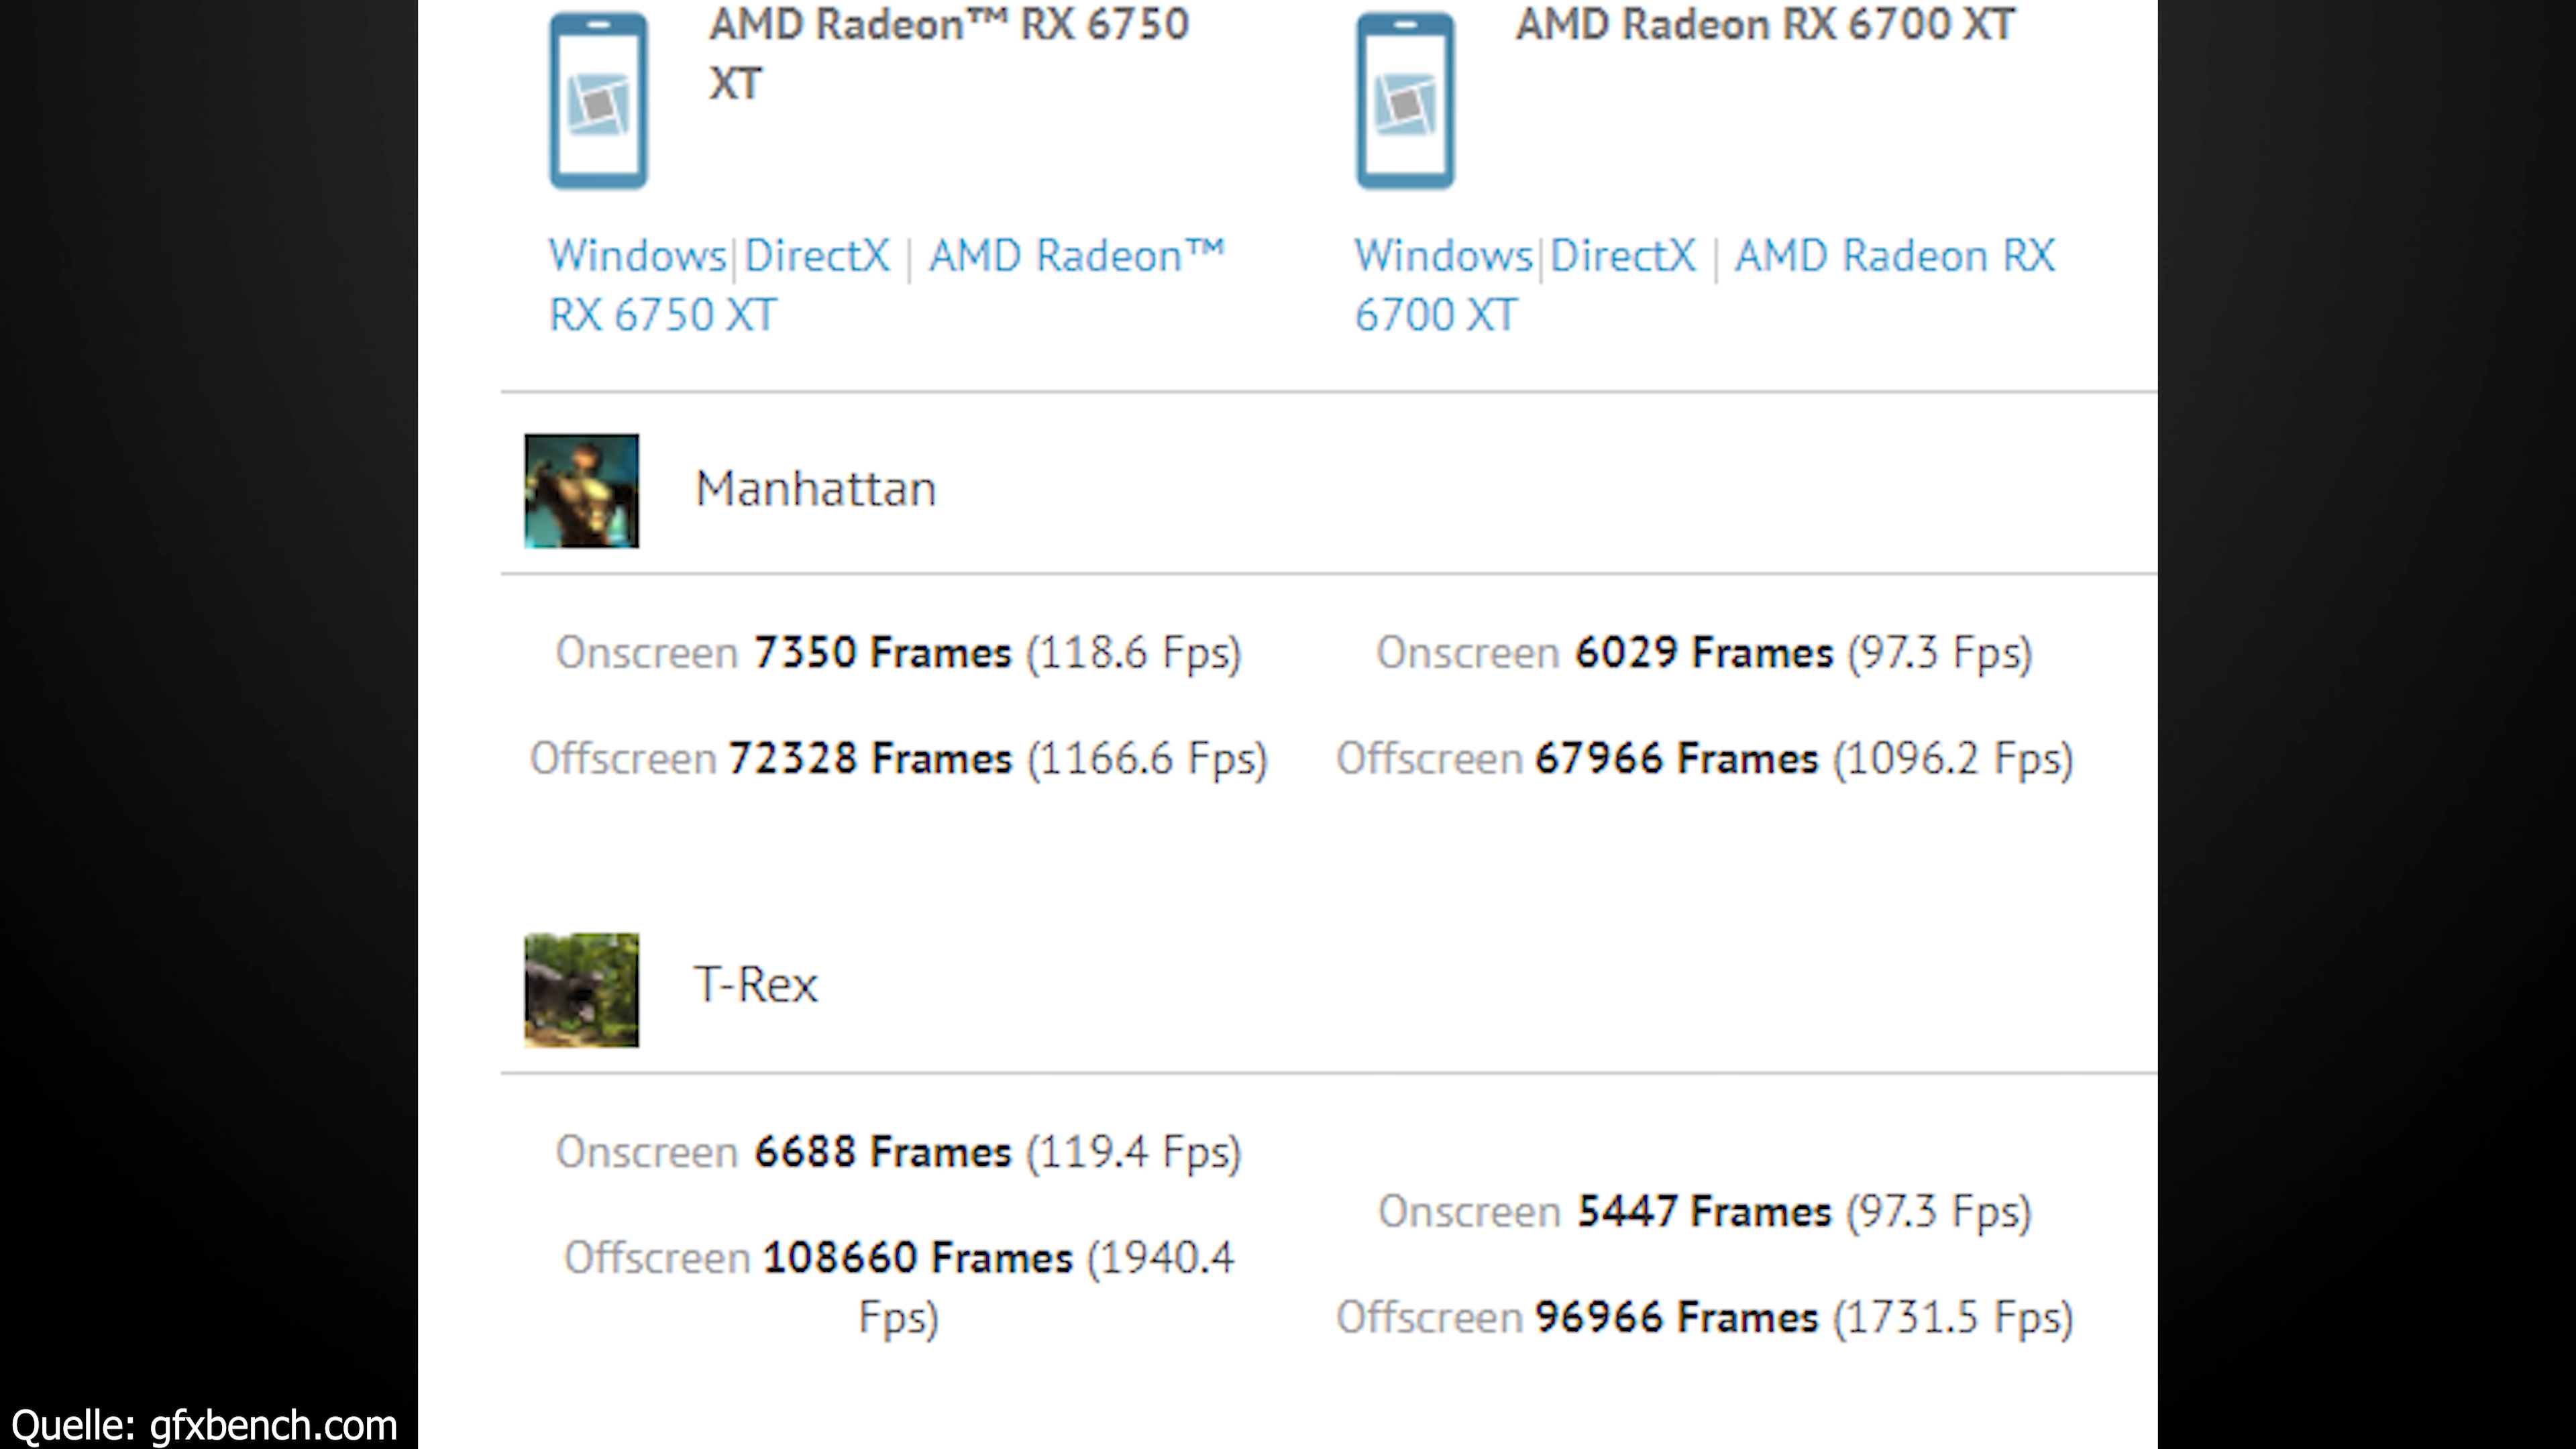 AMD Radeon™ RX 6750
XT
AMD Radeon RX 6700 XT
Windows|DirectX | AMD Radeon™
RX 6750 XT
Windows|DirectX | AMD Radeon RX
6700 XT
Manhattan
Onscreen 7350 Frames (118.6 Fps)
Onscreen 6029 Frames (97.3 Fps)
Offscreen 72328 Frames (1166.6 Fps)
Offscreen 67966 Frames (1096.2 Fps)
T-Rex
Onscreen 6688 Frames (119.4 Fps)
Offscreen 108660 Frames (1940.4
Fps)
Onscreen 5447 Frames (97.3 Fps)
Offscreen 96966 Frames (1731.5 Fps)
Quelle: gfxbench.com